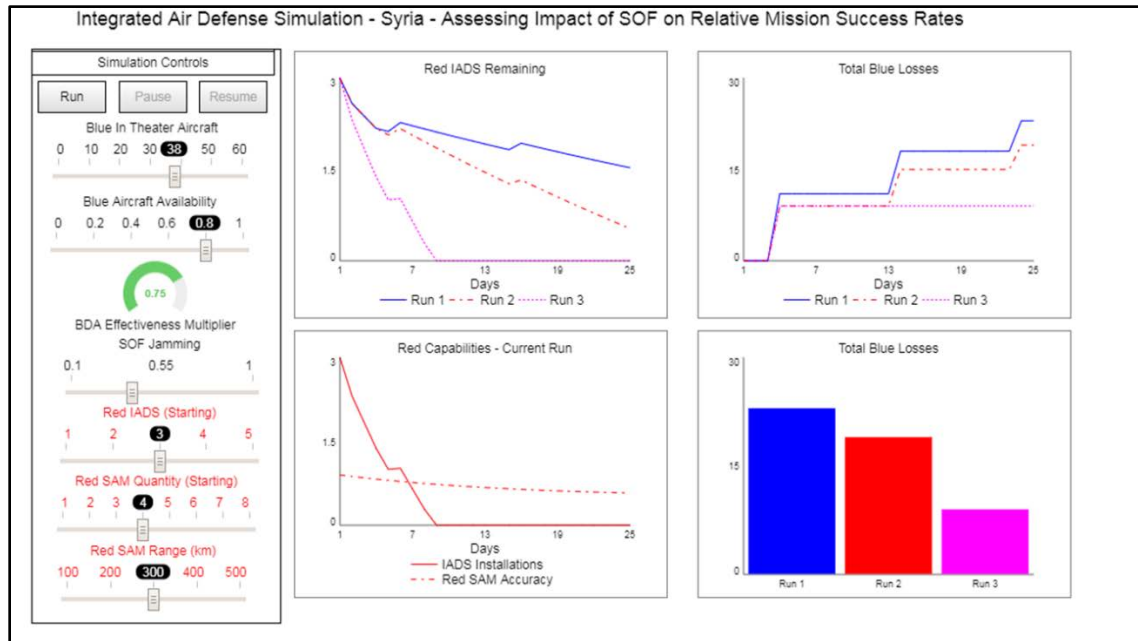 Integrated Air Defense Simulation - Syria - Assessing Impact of SOF on Relative Mission Success Rates
Simulation Controls
Run Pause Resume
Blue In Theater Aircraft
0 10 20 30 38 50 60
Blue Aircraft Availability
0 0.2 0.4 0.6 0.8 1
0.75
BDA Effectiveness Multiplier
SOF Jamming
0.1 0.55 1
Red IADS (Starting)
1 2 3 4 5
Red SAM Quantity (Starting)
1 2 3 4 5 6 7 8
Red SAM Range (km)
100 200 300 400 500
Red IADS Remaining
3
1.5
0
1 7 13 19 25
Days
Run 1 Run 2 Run 3
Total Blue Losses
30
15
0
1 7 13 19 25
Days
Run 1 Run 2 Run 3
Red Capabilities - Current Run
3
1.5
0
1 7 13 19 25
Days
IADS Installations
Red SAM Accuracy
Total Blue Losses
30
15
0
Run 1 Run 2 Run 3